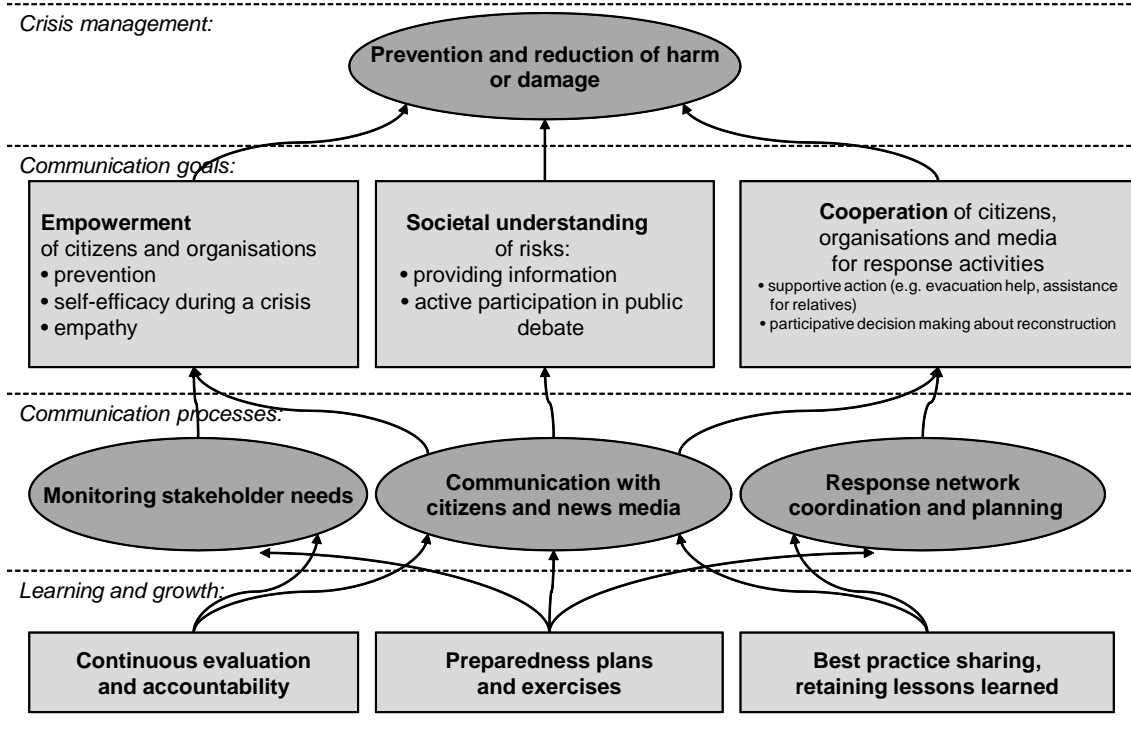 Crisis management:
Prevention and reduction of harm
or damage
Communication goals:
Empowerment
of citizens and organisations
• prevention
• self-efficacy during a crisis
• empathy
Societal understanding
of risks:
• providing information
• active participation in public
debate
Cooperation of citizens,
organisations and media
for response activities
• supportive action (e.g. evacuation help, assistance
for relatives)
• participative decision making about reconstruction
Communication processes:
Monitoring stakeholder needs
Communication with
citizens and news media
Response network
coordination and planning
Learning and growth:
Continuous evaluation
and accountability
Preparedness plans
and exercises
Best practice sharing,
retaining lessons learned